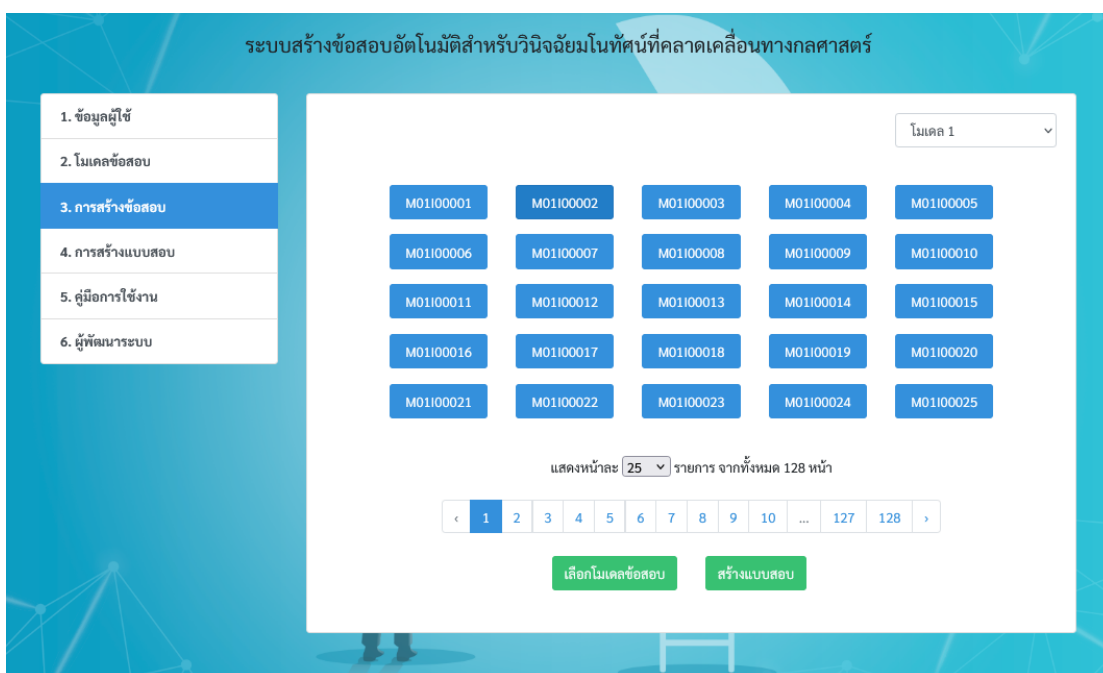 ระบบสร้างข้อสอบอัตโนมัติสำหรับวินิจฉัยมโนทัศน์ที่คลาดเคลื่อนทางกลศาสตร์
1. ข้อมูลผู้ใช้
2. โมเดลข้อสอบ
3. การสร้างข้อสอบ
4. การสร้างแบบสอบ
5. คู่มือการใช้งาน
6. ผู้พัฒนาระบบ
โมเดล 1
M01I00001 M01I00002 M01I00003 M01I00004 M01I00005
M01I00006 M01I00007 M01I00008 M01I00009 M01I00010
M01I00011 M01I00012 M01I00013 M01I00014 M01I00015
M01I00016 M01I00017 M01I00018 M01I00019 M01I00020
M01I00021 M01I00022 M01I00023 M01I00024 M01I00025
แสดงหน้าละ 25 รายการ จากทั้งหมด 128 หน้า
‹ 1 2 3 4 5 6 7 8 9 10 ... 127 128 ›
เลือกโมเดลข้อสอบ สร้างแบบสอบ